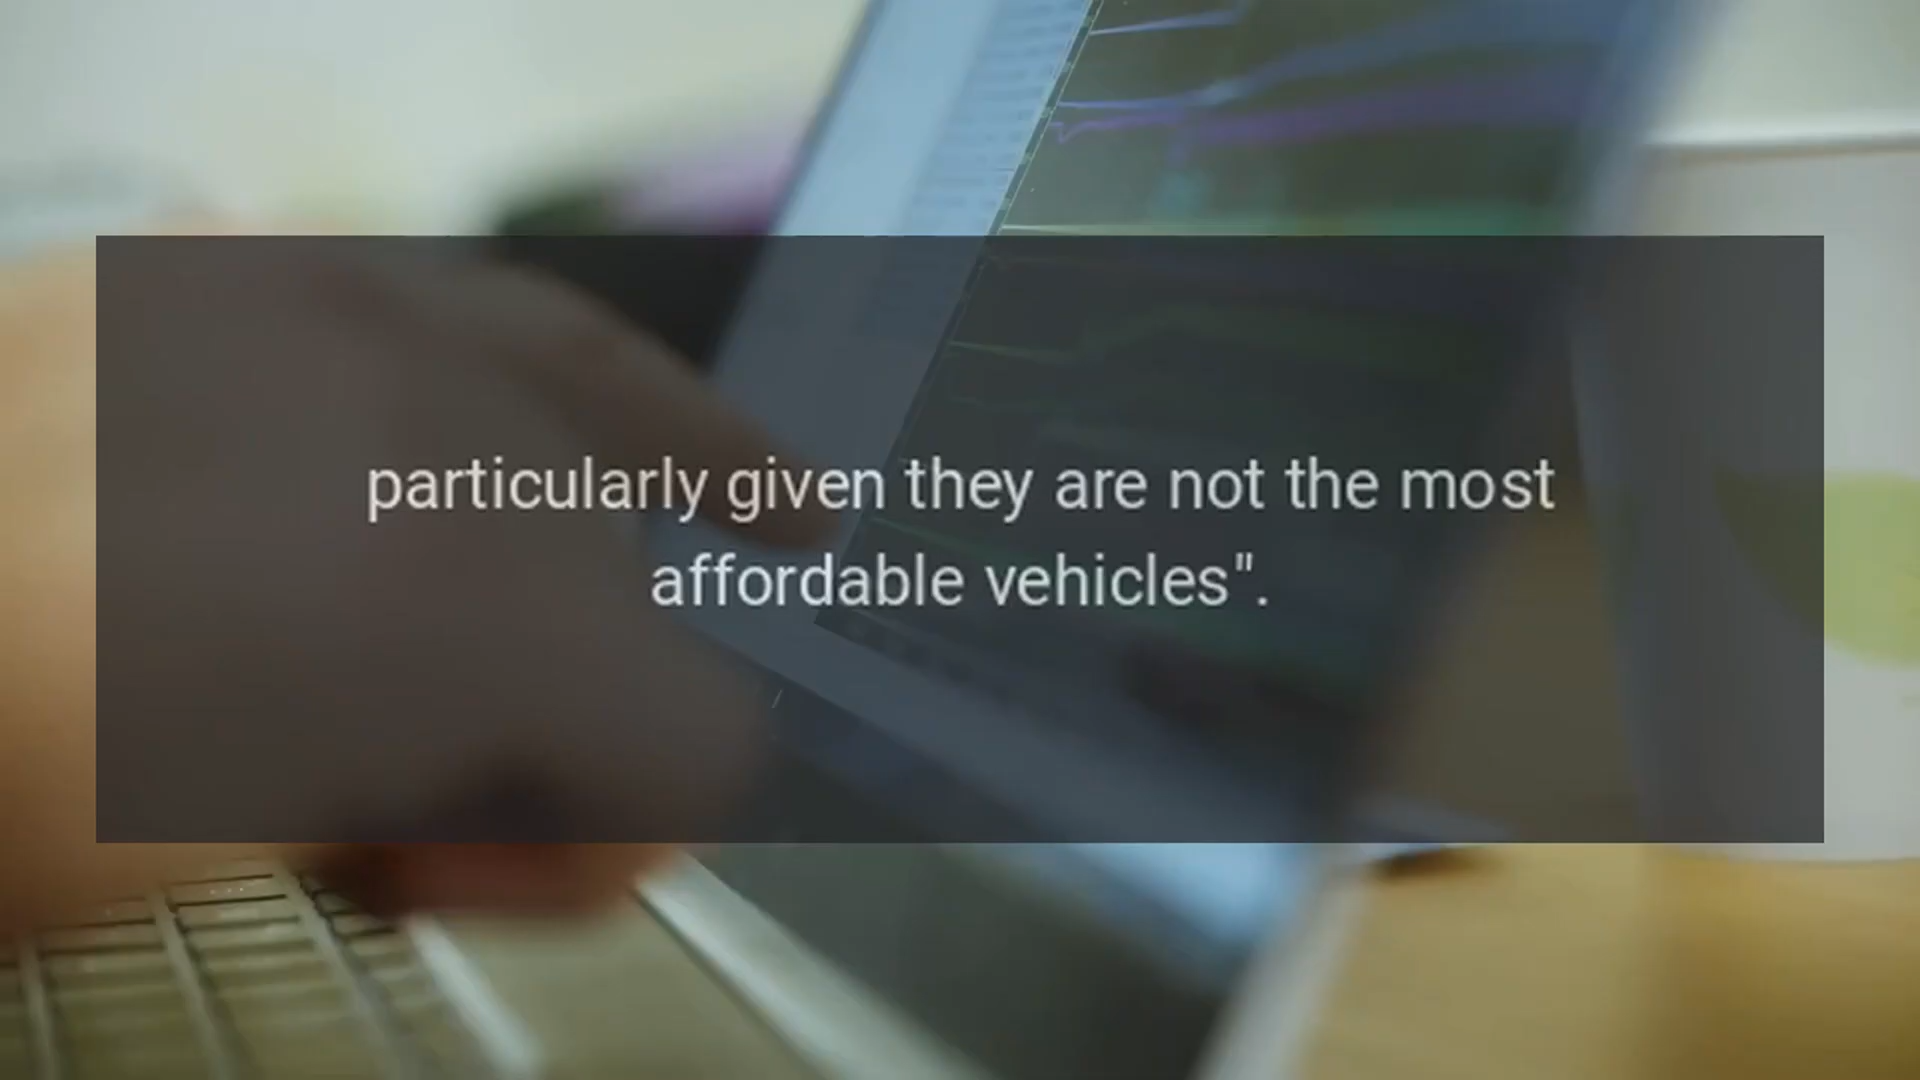 particularly given they are not the most
affordable vehicles".